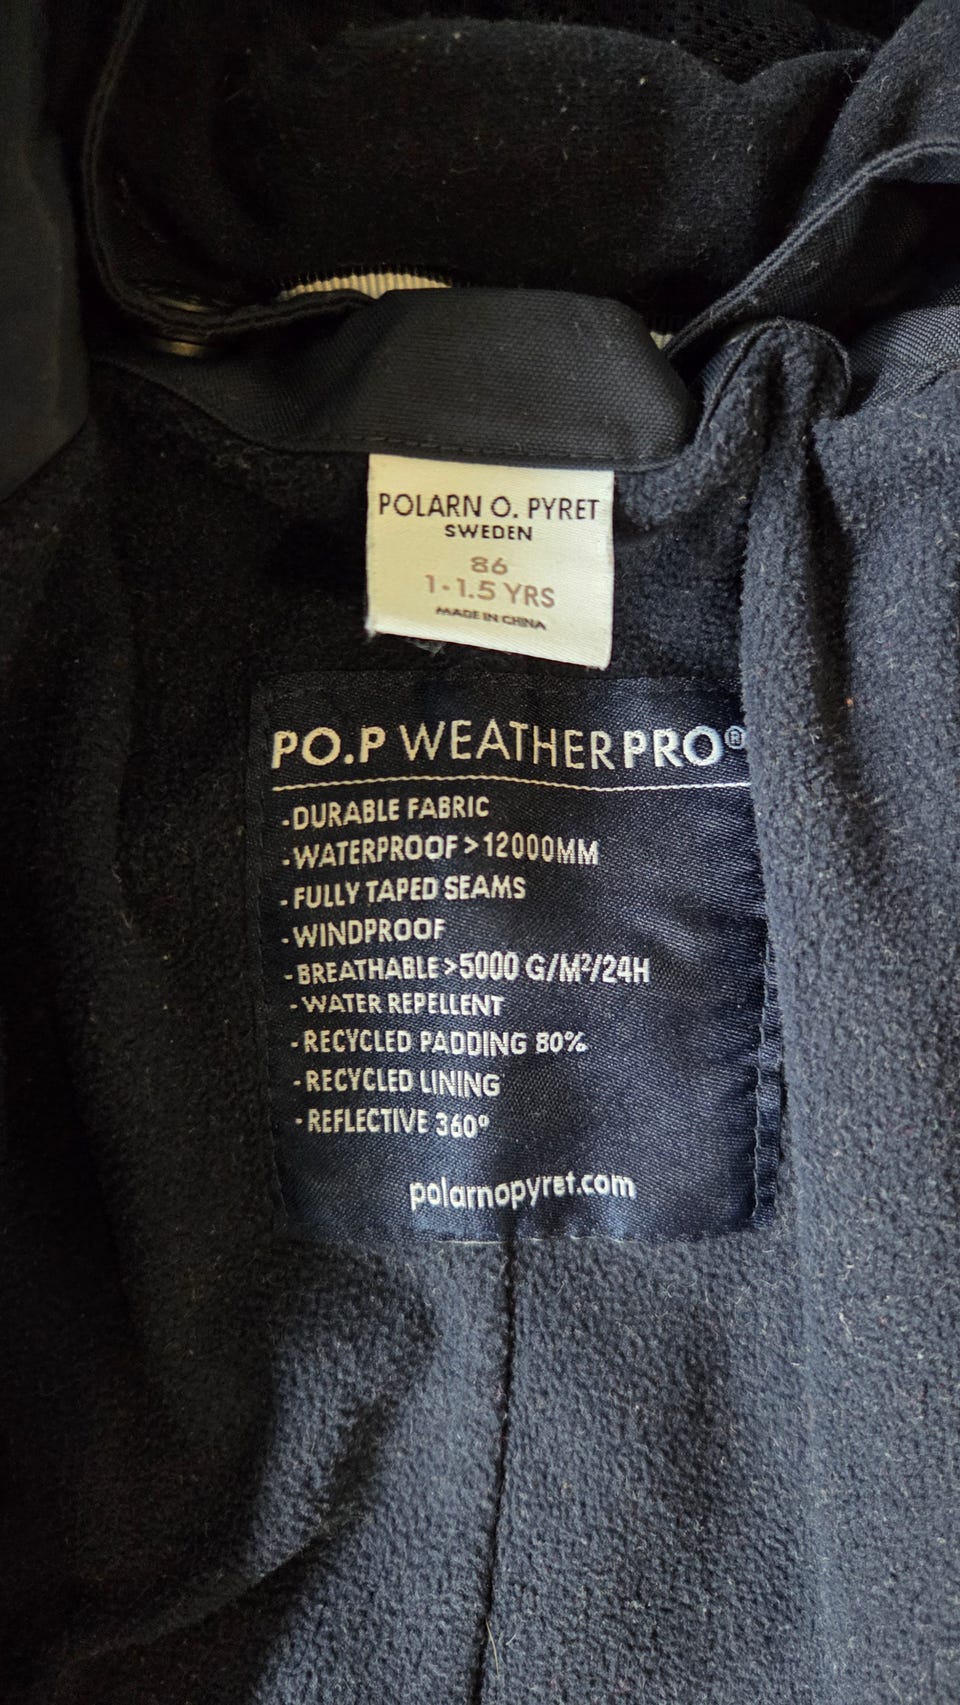 POLARN O. PYRET
SWEDEN
86
1-1.5 YRS
MADE IN CHINA
PO.P WEATHERPRO®
-DURABLE FABRIC
-WATERPROOF>12000MM
-FULLY TAPED SEAMS
-WINDPROOF
-BREATHABLE>5000 G/M²/24H
-WATER REPELLENT
-RECYCLED PADDING 80%
-RECYCLED LINING
-REFLECTIVE 360º
polarnopyret.com